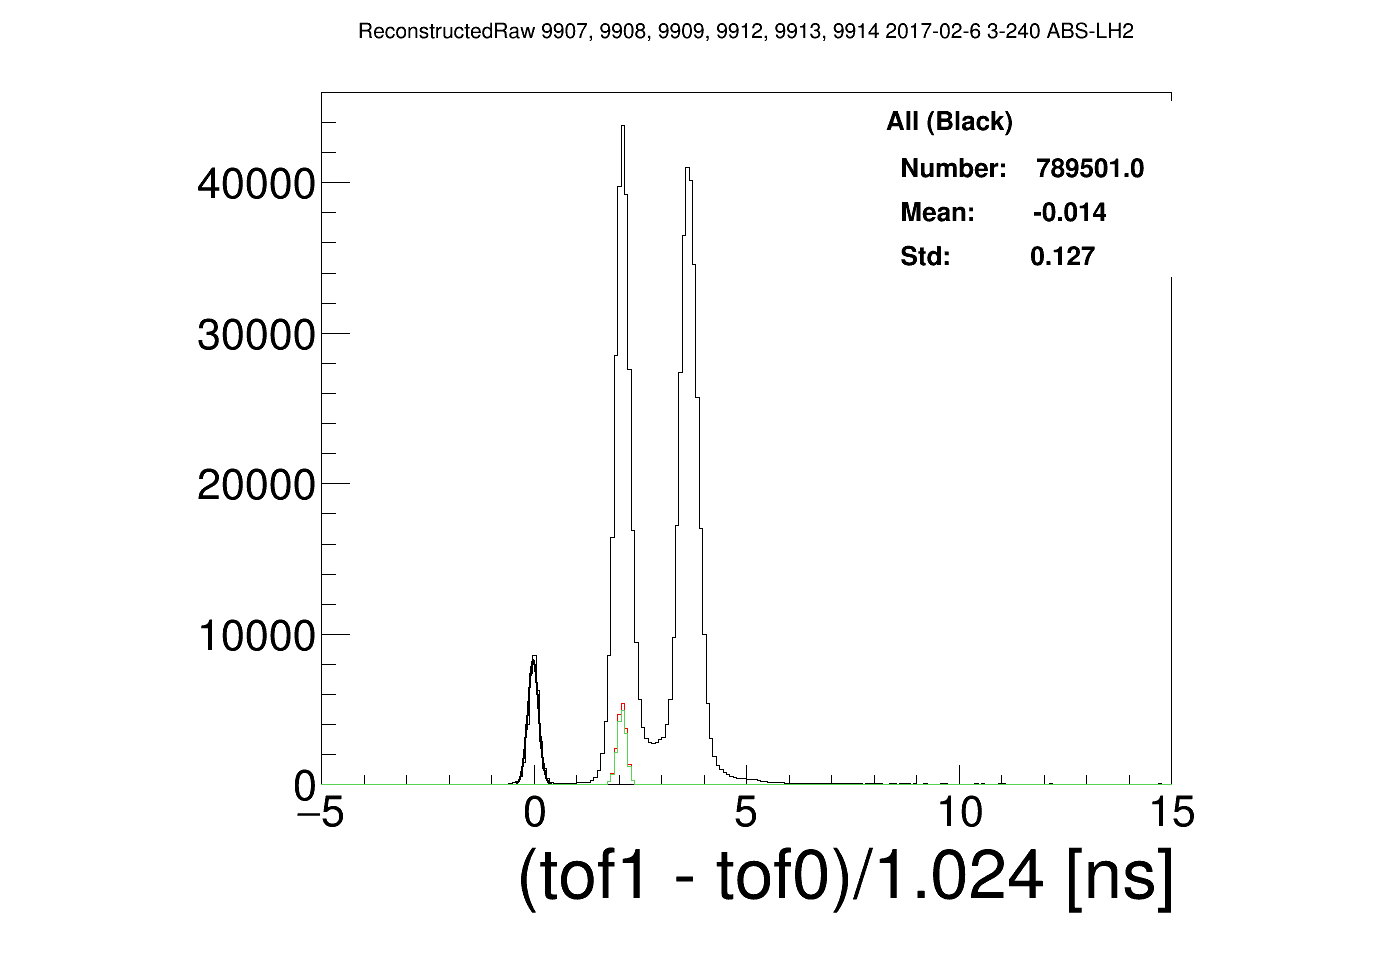 ReconstructedRaw 9907, 9908, 9909, 9912, 9913, 9914 2017-02-6 3-240 ABS-LH2
All (Black)
Number: 789501.0
Mean: -0.014
Std: 0.127
40000
30000
20000
10000
0
−5 0 5 10 15
(tof1 - tof0)/1.024 [ns]